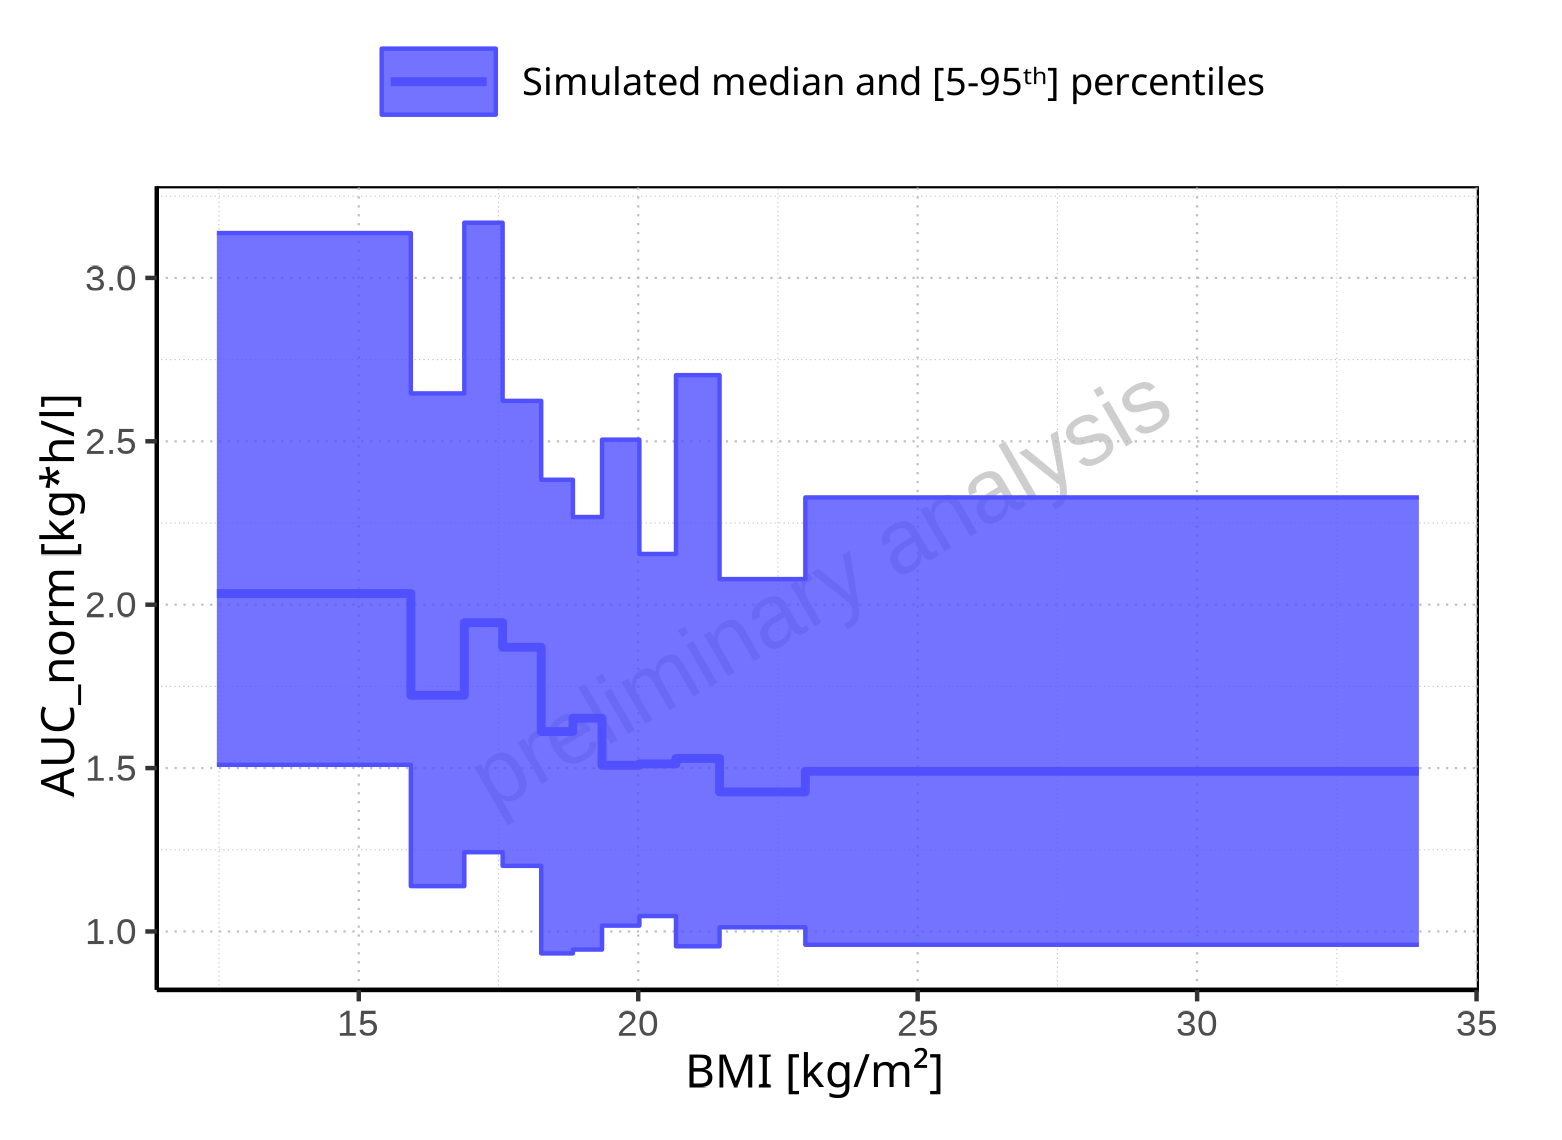 Simulated median and [5-95ᵗʰ] percentiles
AUC_norm [kg*h/l]
3.0
2.5
2.0
1.5
1.0
preliminary analysis
15 20 25 30 35
BMI [kg/m²]